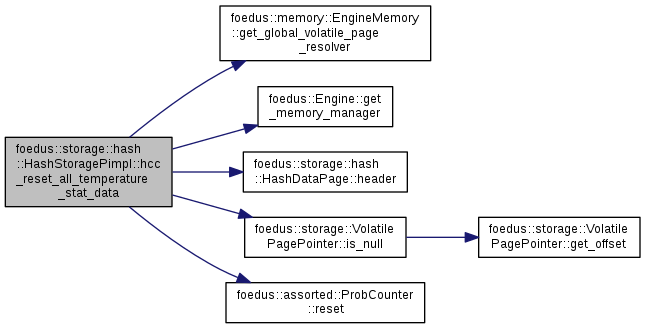 foedus::memory::EngineMemory
::get_global_volatile_page
_resolver
foedus::Engine::get
_memory_manager
foedus::storage::hash
::HashStoragePimpl::hcc
_reset_all_temperature
_stat_data
foedus::storage::hash
::HashDataPage::header
foedus::storage::Volatile
PagePointer::is_null
foedus::storage::Volatile
PagePointer::get_offset
foedus::assorted::ProbCounter
::reset